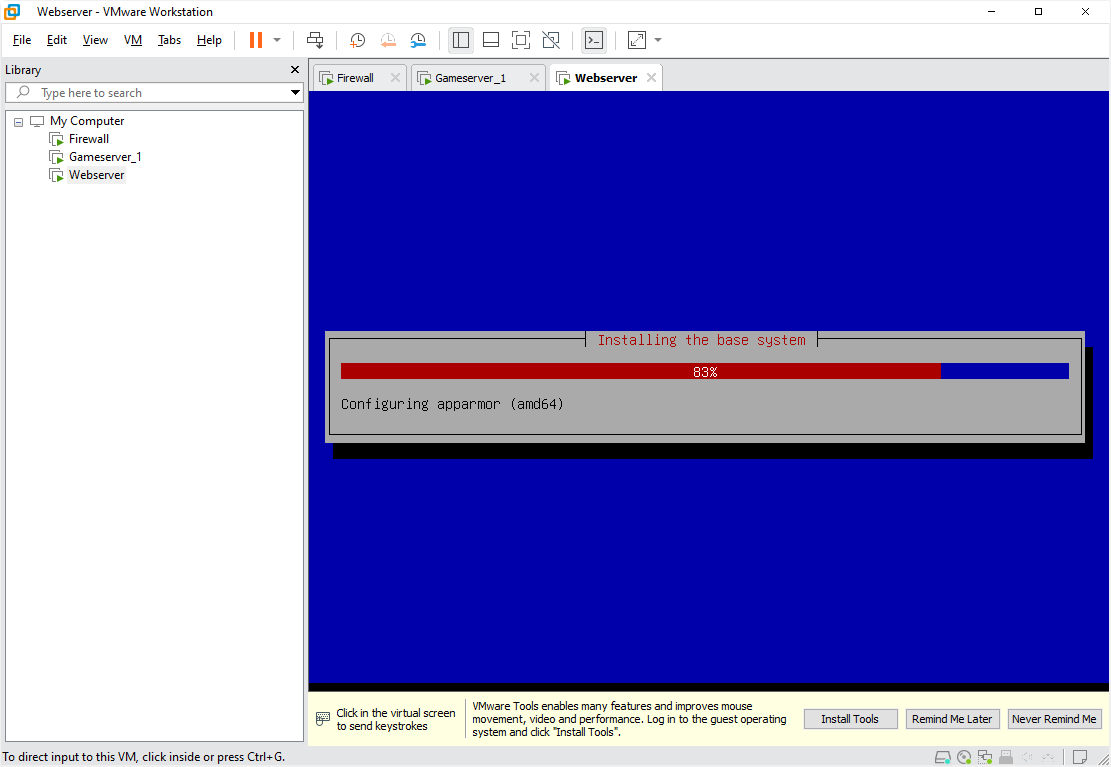 Webserver - VMware Workstation
File Edit View VM Tabs Help
Library
Type here to search
My Computer
Firewall
Gameserver_1
Webserver
Firewall Gameserver_1 Webserver
Installing the base system
83%
Configuring apparmor (amd64)
Click in the virtual screen
to send keystrokes
VMware Tools enables many features and improves mouse
movement, video and performance. Log in to the guest operating
system and click "Install Tools".
Install Tools Remind Me Later Never Remind Me
To direct input to this VM, click inside or press Ctrl+G.